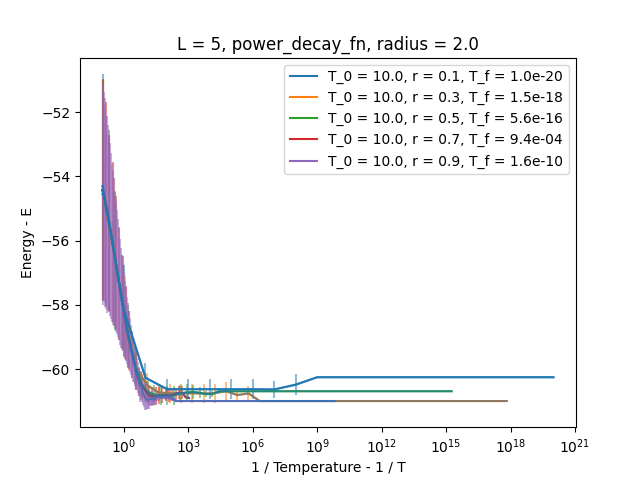 L = 5, power_decay_fn, radius = 2.0
T_0 = 10.0, r = 0.1, T_f = 1.0e-20
T_0 = 10.0, r = 0.3, T_f = 1.5e-18
T_0 = 10.0, r = 0.5, T_f = 5.6e-16
T_0 = 10.0, r = 0.7, T_f = 9.4e-04
T_0 = 10.0, r = 0.9, T_f = 1.6e-10
Energy - E
−52
−54
−56
−58
−60
10⁰ 10³ 10⁶ 10⁹ 10¹² 10¹⁵ 10¹⁸ 10²¹
1 / Temperature - 1 / T